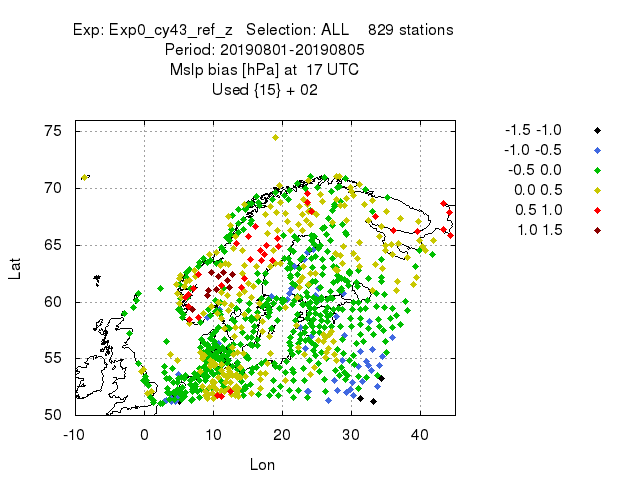 Exp: Exp0_cy43_ref_z   Selection: ALL    829 stations
Period: 20190801-20190805
Mslp bias [hPa] at  17 UTC
Used {15} + 02
-1.5 -1.0
-1.0 -0.5
-0.5 0.0
0.0 0.5
0.5 1.0
1.0 1.5
75
70
65
60
55
50
Lat
-10 0 10 20 30 40
Lon